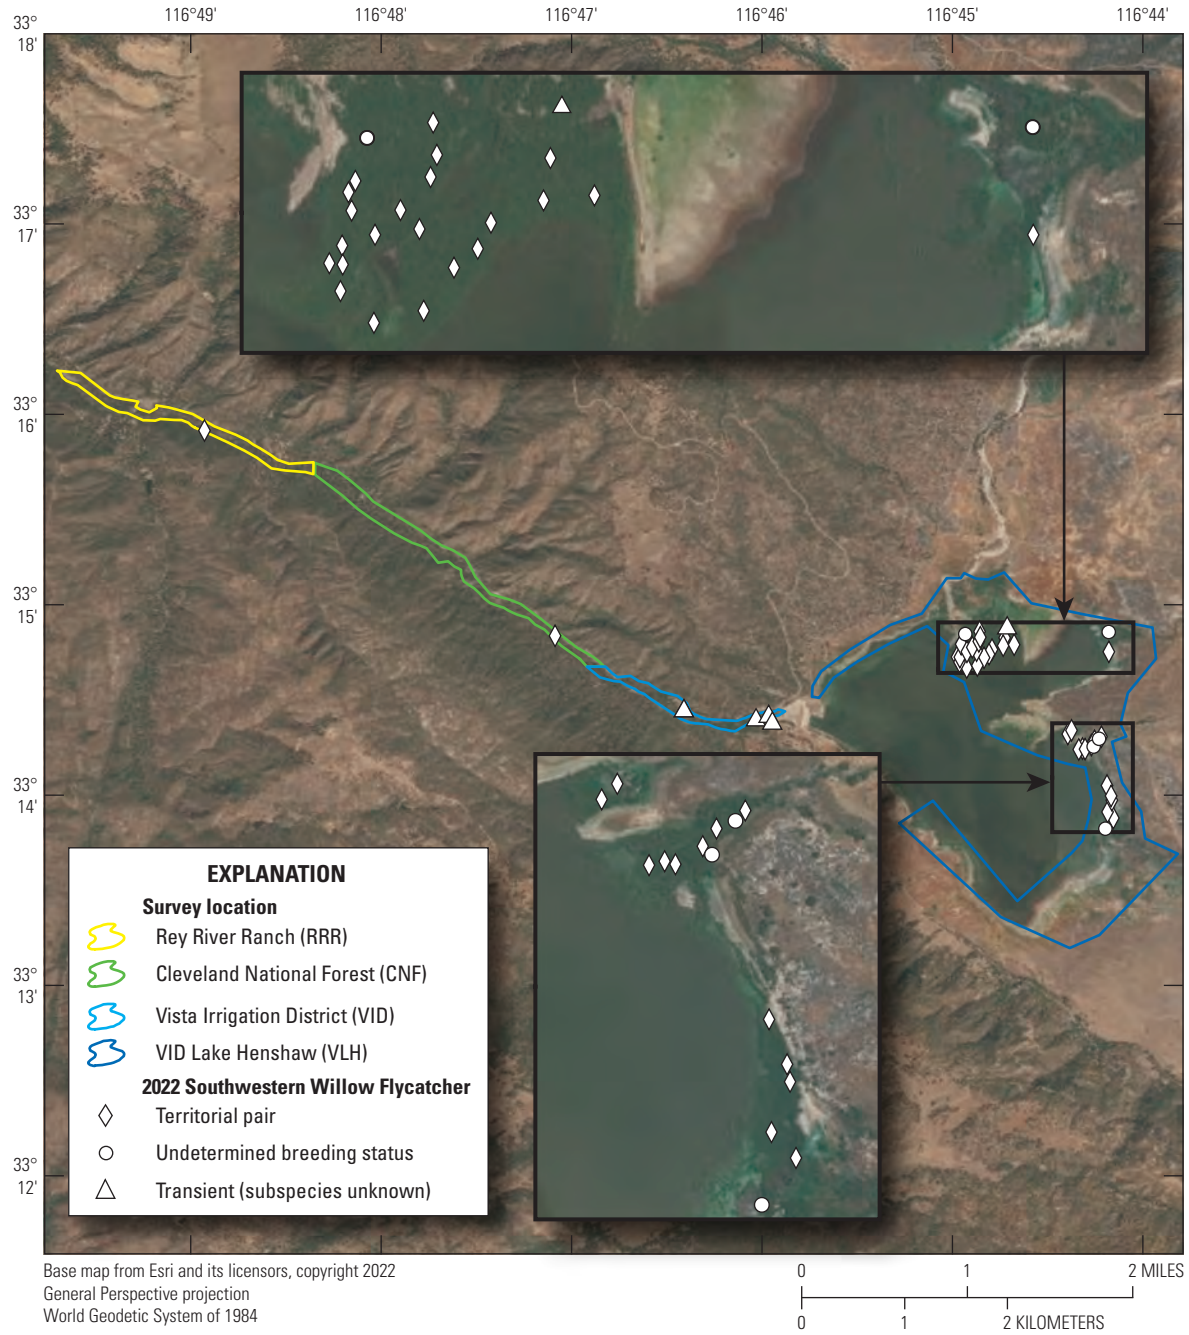 116°49' 116°48' 116°47' 116°46' 116°45' 116°44'
33°
18'
33°
17'
33°
16'
33°
15'
33°
14'
33°
13'
33°
12'
EXPLANATION
Survey location
Rey River Ranch (RRR)
Cleveland National Forest (CNF)
Vista Irrigation District (VID)
VID Lake Henshaw (VLH)
2022 Southwestern Willow Flycatcher
Territorial pair
Undetermined breeding status
Transient (subspecies unknown)
Base map from Esri and its licensors, copyright 2022
General Perspective projection
World Geodetic System of 1984
0 1 2 MILES
0 1 2 KILOMETERS